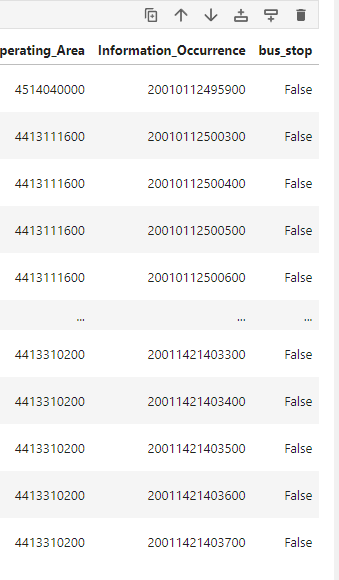 perating_Area Information_Occurrence bus_stop
4514040000 20010112495900 False
4413111600 20010112500300 False
4413111600 20010112500400 False
4413111600 20010112500500 False
4413111600 20010112500600 False
... ... ...
4413310200 20011421403300 False
4413310200 20011421403400 False
4413310200 20011421403500 False
4413310200 20011421403600 False
4413310200 20011421403700 False